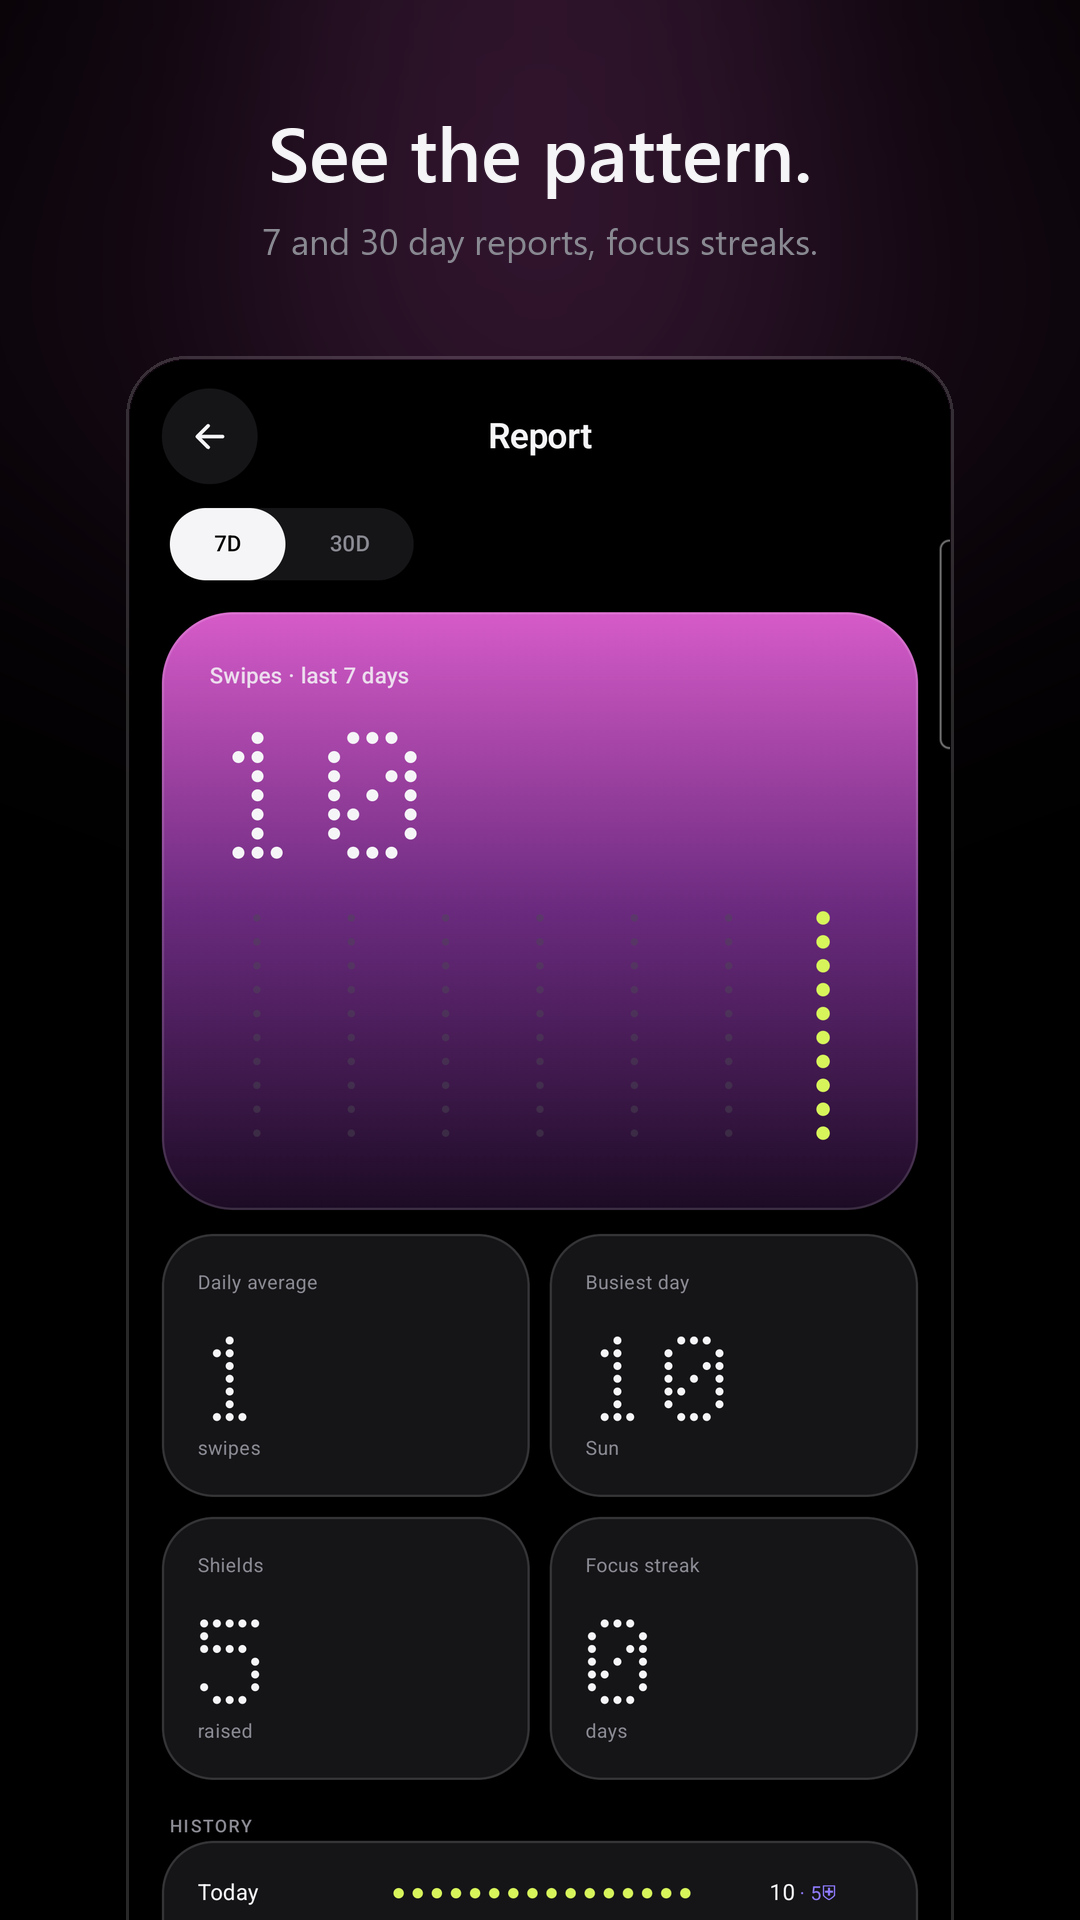 See the pattern.
7 and 30 day reports, focus streaks.
Report
7D 30D
Swipes · last 7 days
10
Daily average
1
swipes
Busiest day
10
Sun
Shields
5
raised
Focus streak
0
days
HISTORY
Today 10 · 5